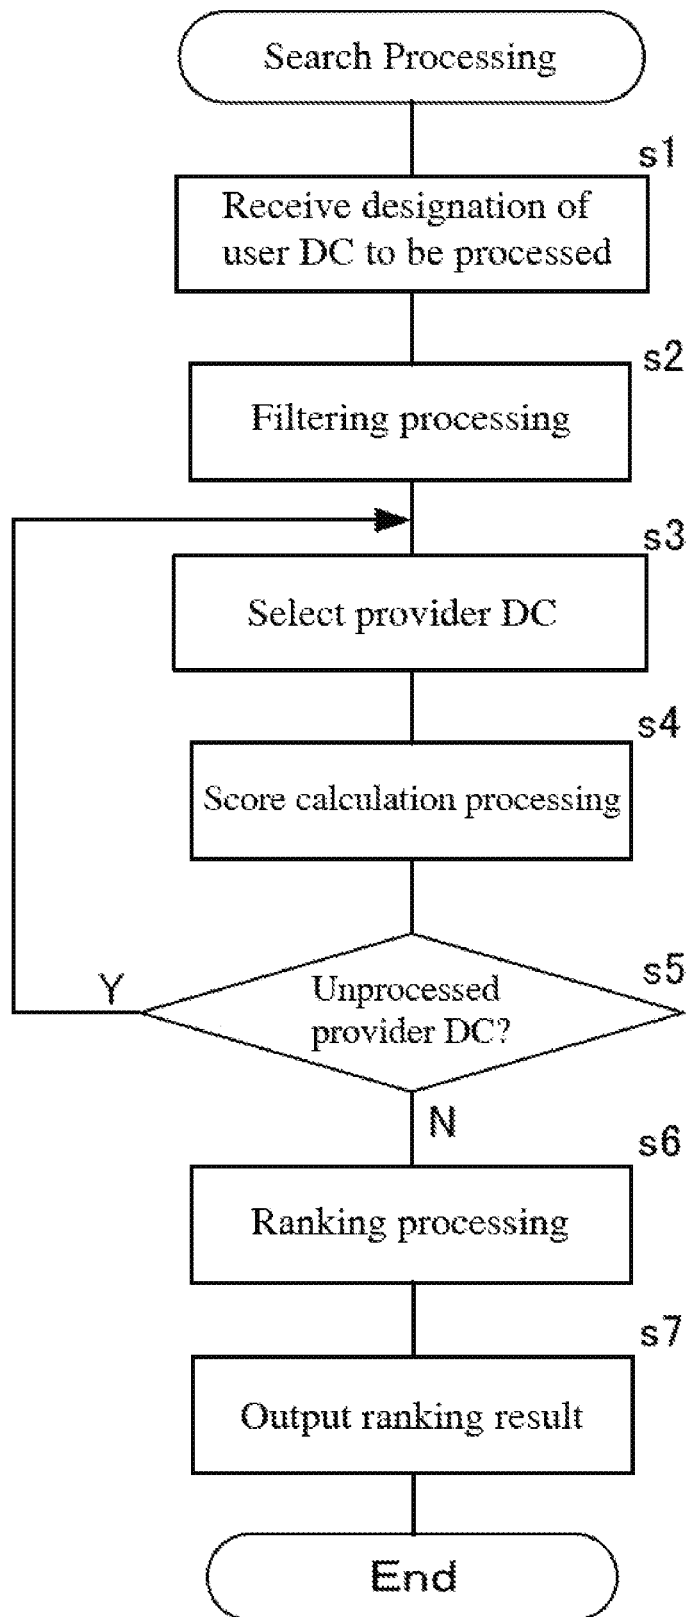 Search Processing
s1
Receive designation of
user DC to be processed
s2
Filtering processing
s3
Select provider DC
s4
Score calculation processing
s5
Unprocessed
provider DC?
Y
N
s6
Ranking processing
s7
Output ranking result
End